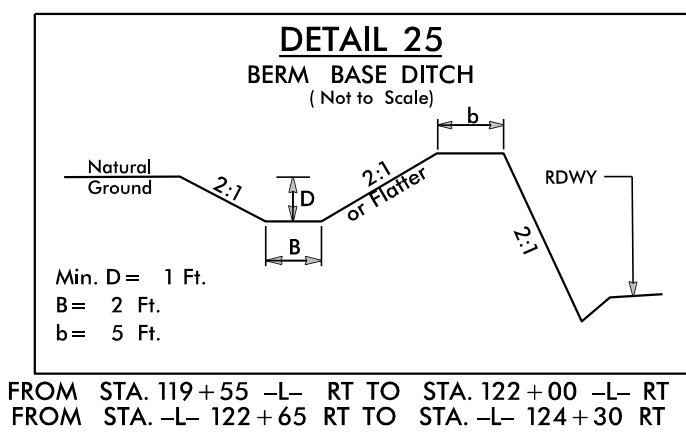 DETAIL 25
BERM BASE DITCH
( Not to Scale)
b
Natural
Ground
2:1
D
2:1
or Flatter
RDWY
B
2:1
Min. D = 1 Ft.
B = 2 Ft.
b = 5 Ft.
FROM STA. 119+55 -L- RT TO STA. 122+00 -L- RT
FROM STA. -L- 122+65 RT TO STA. -L- 124+30 RT